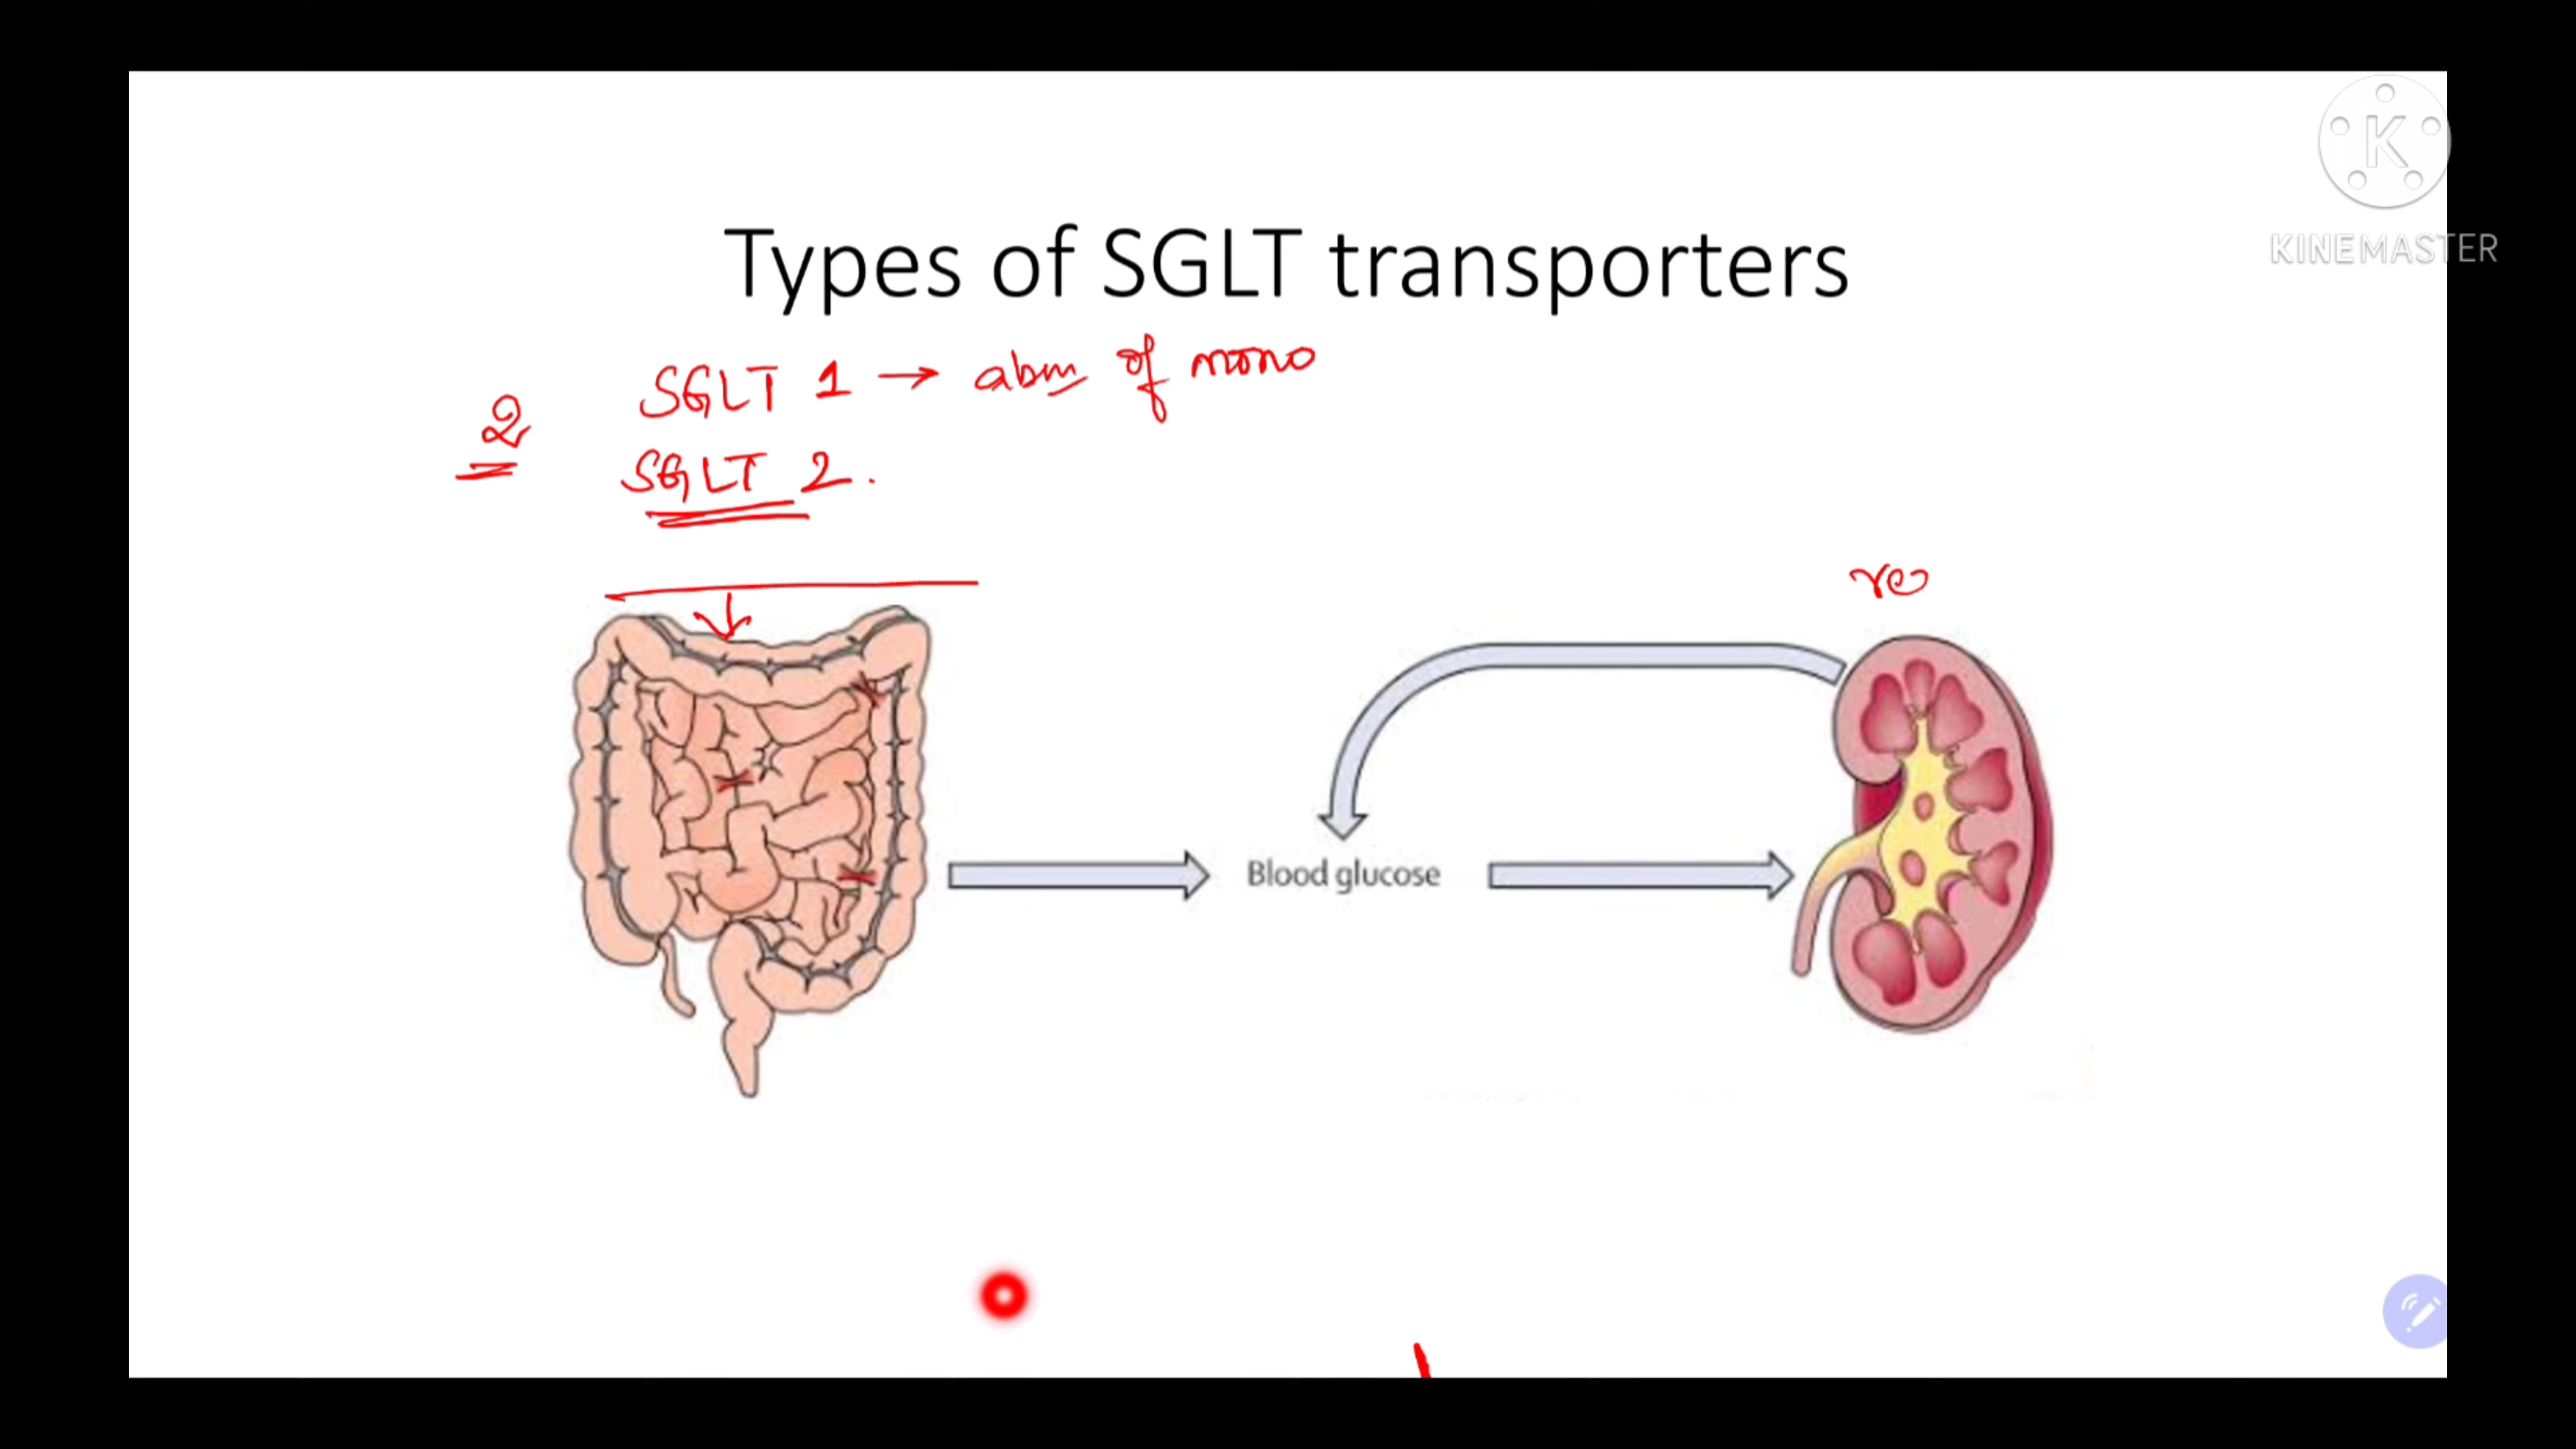 K
KINEMASTER
Types of SGLT transporters
SGLT 1 → abm of mono
2
SGLT 2.
re
Blood glucose